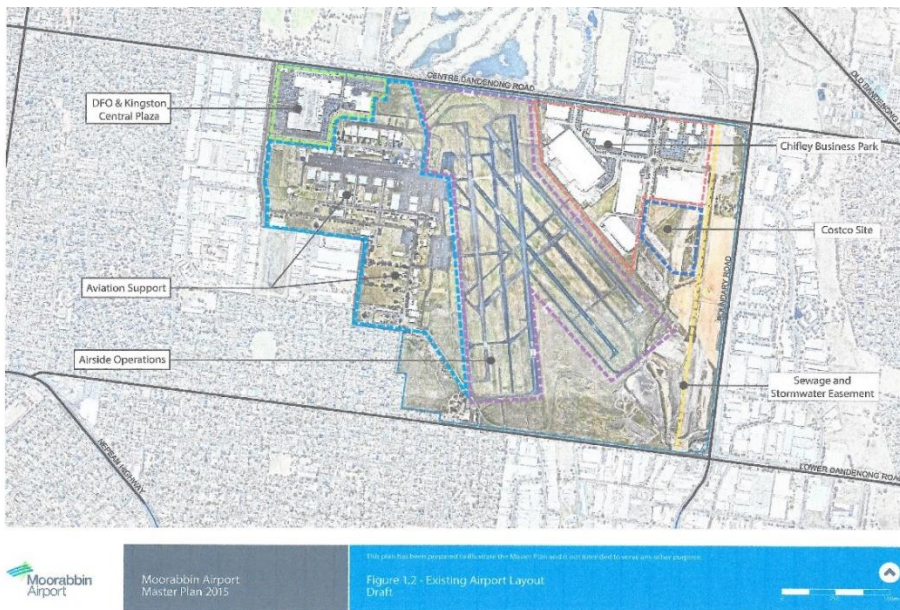 CENTRE DANDENONG ROAD
OLD DANDENONG
DFO & Kingston
Central Plaza
Chifley Business Park
Costco Site
BOUNDARY ROAD
Aviation Support
Airside Operations
Sewage and
Stormwater Easement
NEPEAN HIGHWAY
LOWER DANDENONG ROAD
Moorabbin
Airport
Moorabbin Airport
Master Plan 2015
This plan has been prepared to illustrate the Master Plan and is not intended to serve any other purpose.
Figure 1.2 - Existing Airport Layout
Draft